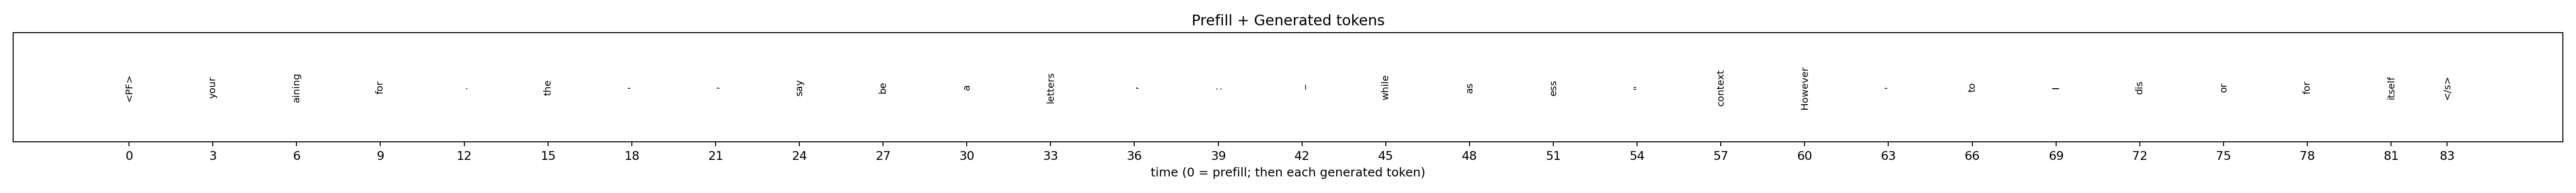 Prefill + Generated tokens
<PF> your aining for . the ' , say be a letters , : – while as ess " context However ' to I dis or for itself </s>
0 3 6 9 12 15 18 21 24 27 30 33 36 39 42 45 48 51 54 57 60 63 66 69 72 75 78 81 83
time (0 = prefill; then each generated token)